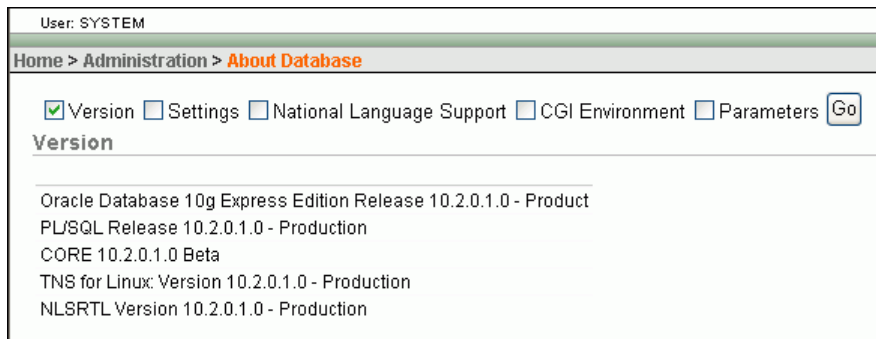 User: SYSTEM
Home > Administration > About Database
Version Settings National Language Support CGI Environment Parameters Go
Version
Oracle Database 10g Express Edition Release 10.2.0.1.0 - Product
PL/SQL Release 10.2.0.1.0 - Production
CORE 10.2.0.1.0 Beta
TNS for Linux: Version 10.2.0.1.0 - Production
NLSRTL Version 10.2.0.1.0 - Production